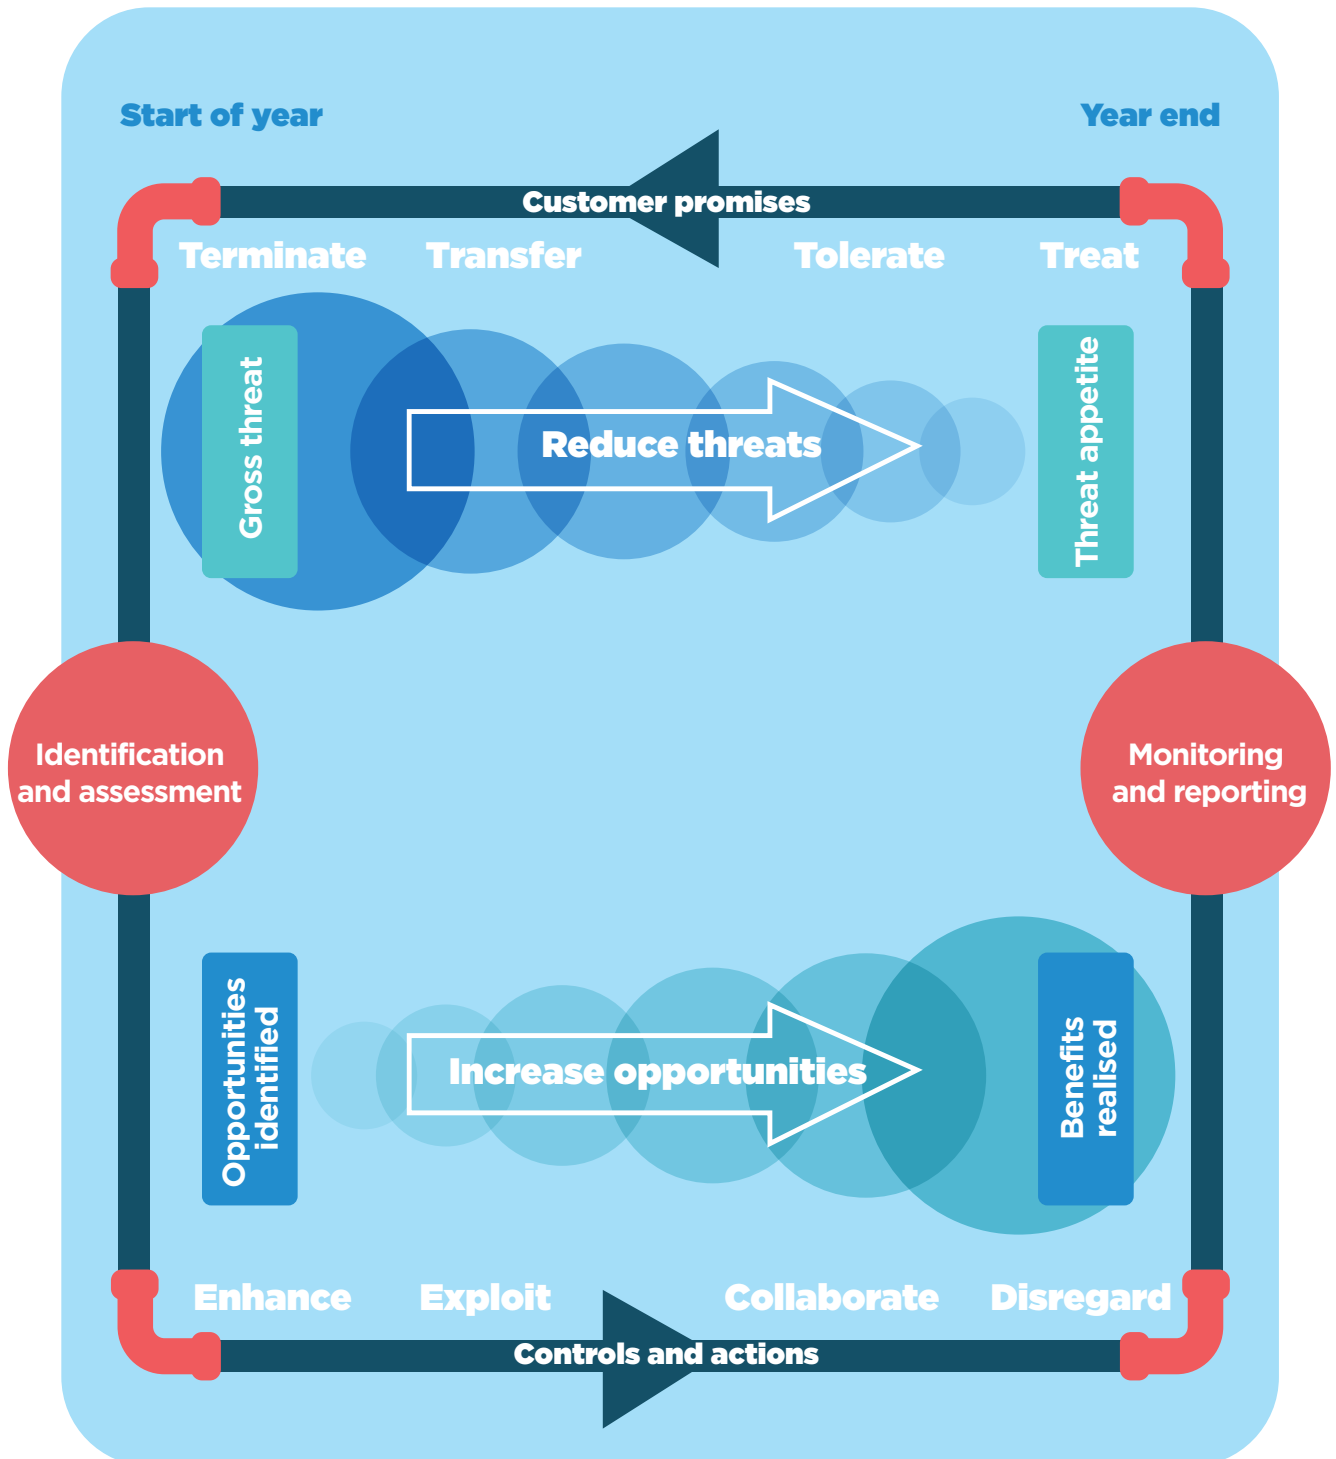 Start of year
Year end
Customer promises
Terminate
Transfer
Tolerate
Treat
Gross threat
Reduce threats
Threat appetite
Identification
and assessment
Monitoring
and reporting
Opportunities
identified
Increase opportunities
Benefits
realised
Enhance
Exploit
Collaborate
Disregard
Controls and actions